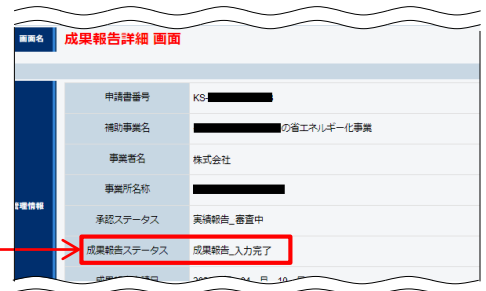 画面名 成果報告詳細 画面
申請書番号 KS-
補助事業名 の省エネルギー化事業
事業者名 株式会社
事業所名称
管理情報
承認ステータス 実績報告_審査中
成果報告ステータス 成果報告_入力完了